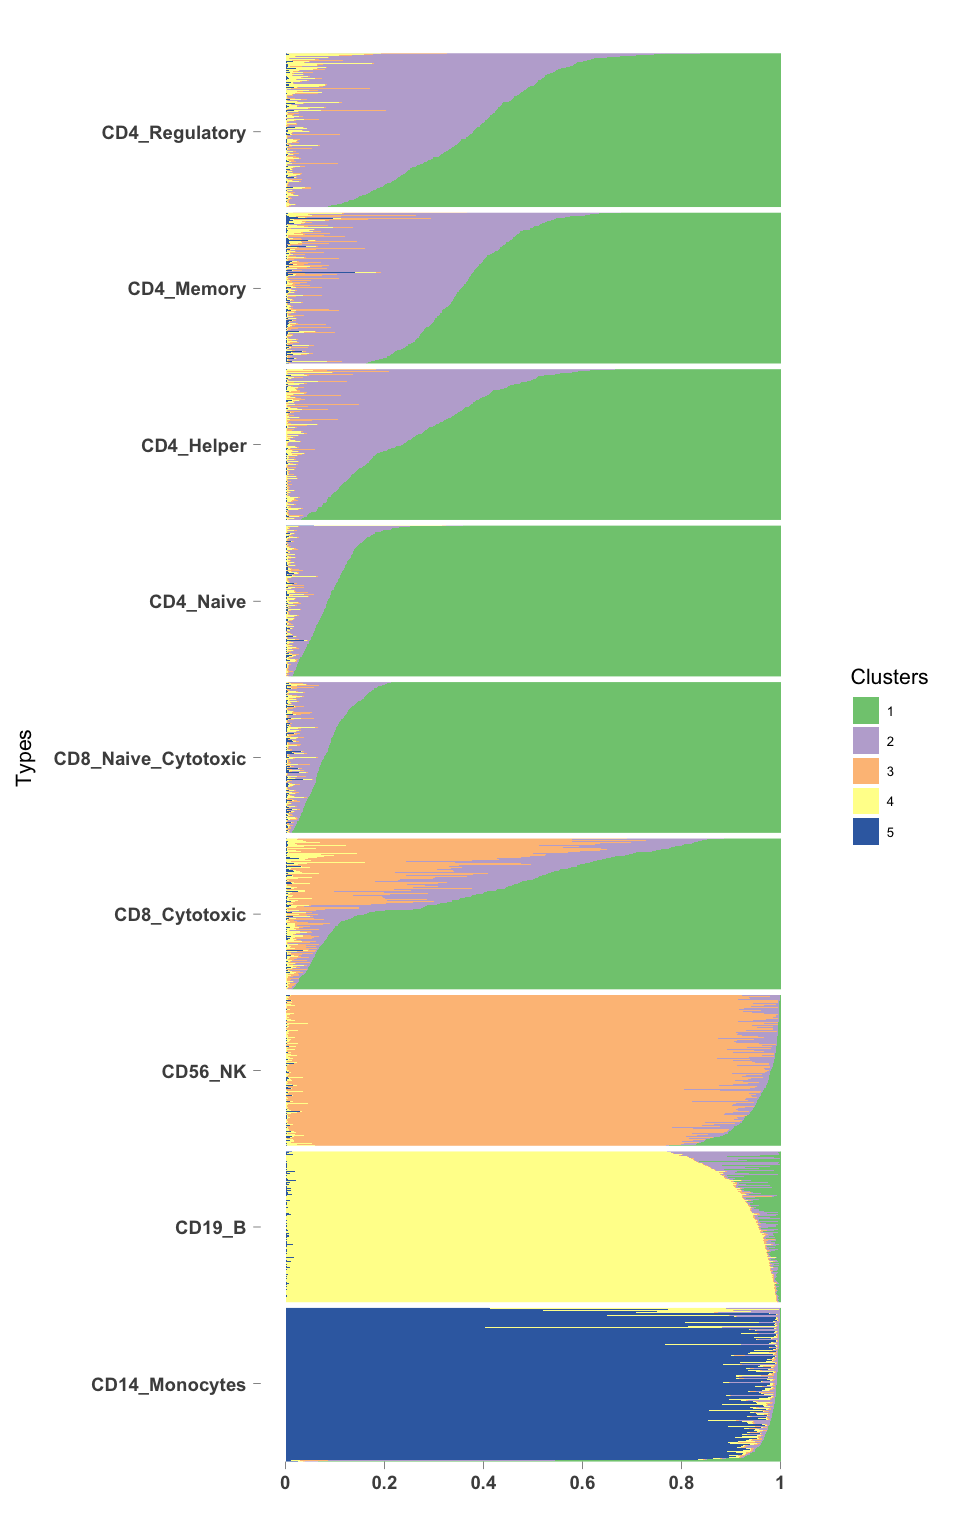 CD4_Regulatory
CD4_Memory
CD4_Helper
CD4_Naive
CD8_Naive_Cytotoxic
CD8_Cytotoxic
CD56_NK
CD19_B
CD14_Monocytes
Types
0 0.2 0.4 0.6 0.8 1
Clusters
1
2
3
4
5